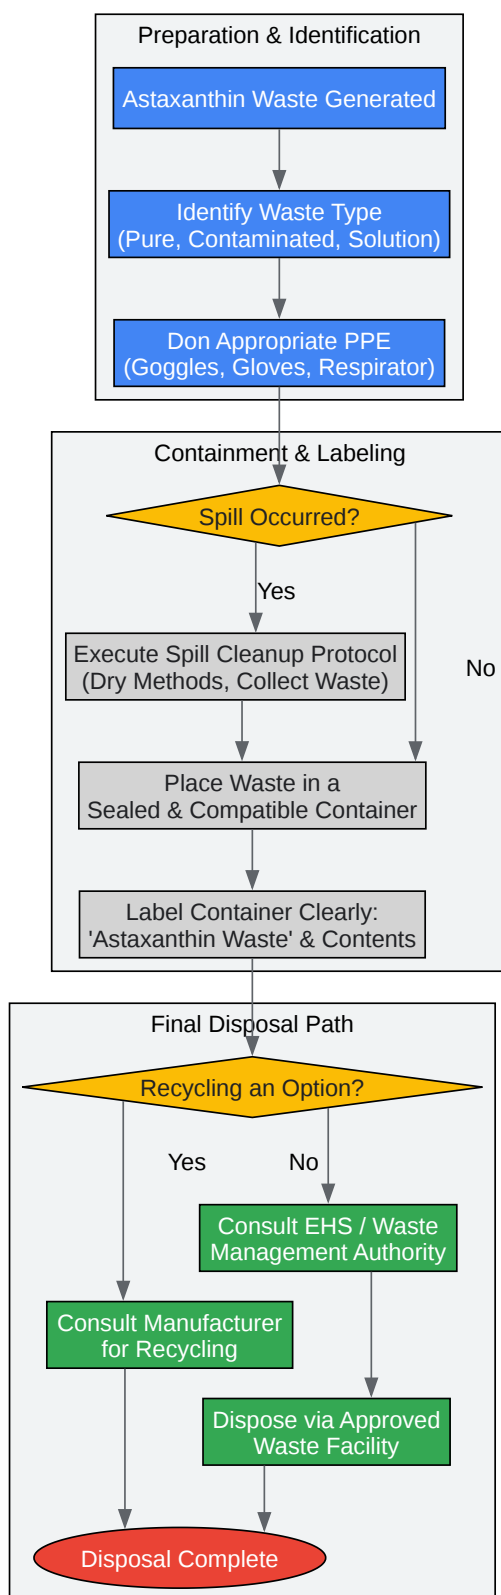 Preparation & Identification
Astaxanthin Waste Generated
Identify Waste Type
(Pure, Contaminated, Solution)
Don Appropriate PPE
(Goggles, Gloves, Respirator)
Containment & Labeling
Spill Occurred?
Yes
Execute Spill Cleanup Protocol
(Dry Methods, Collect Waste)
No
Place Waste in a
Sealed & Compatible Container
Label Container Clearly:
'Astaxanthin Waste' & Contents
Final Disposal Path
Recycling an Option?
Yes
No
Consult EHS / Waste
Management Authority
Consult Manufacturer
for Recycling
Dispose via Approved
Waste Facility
Disposal Complete